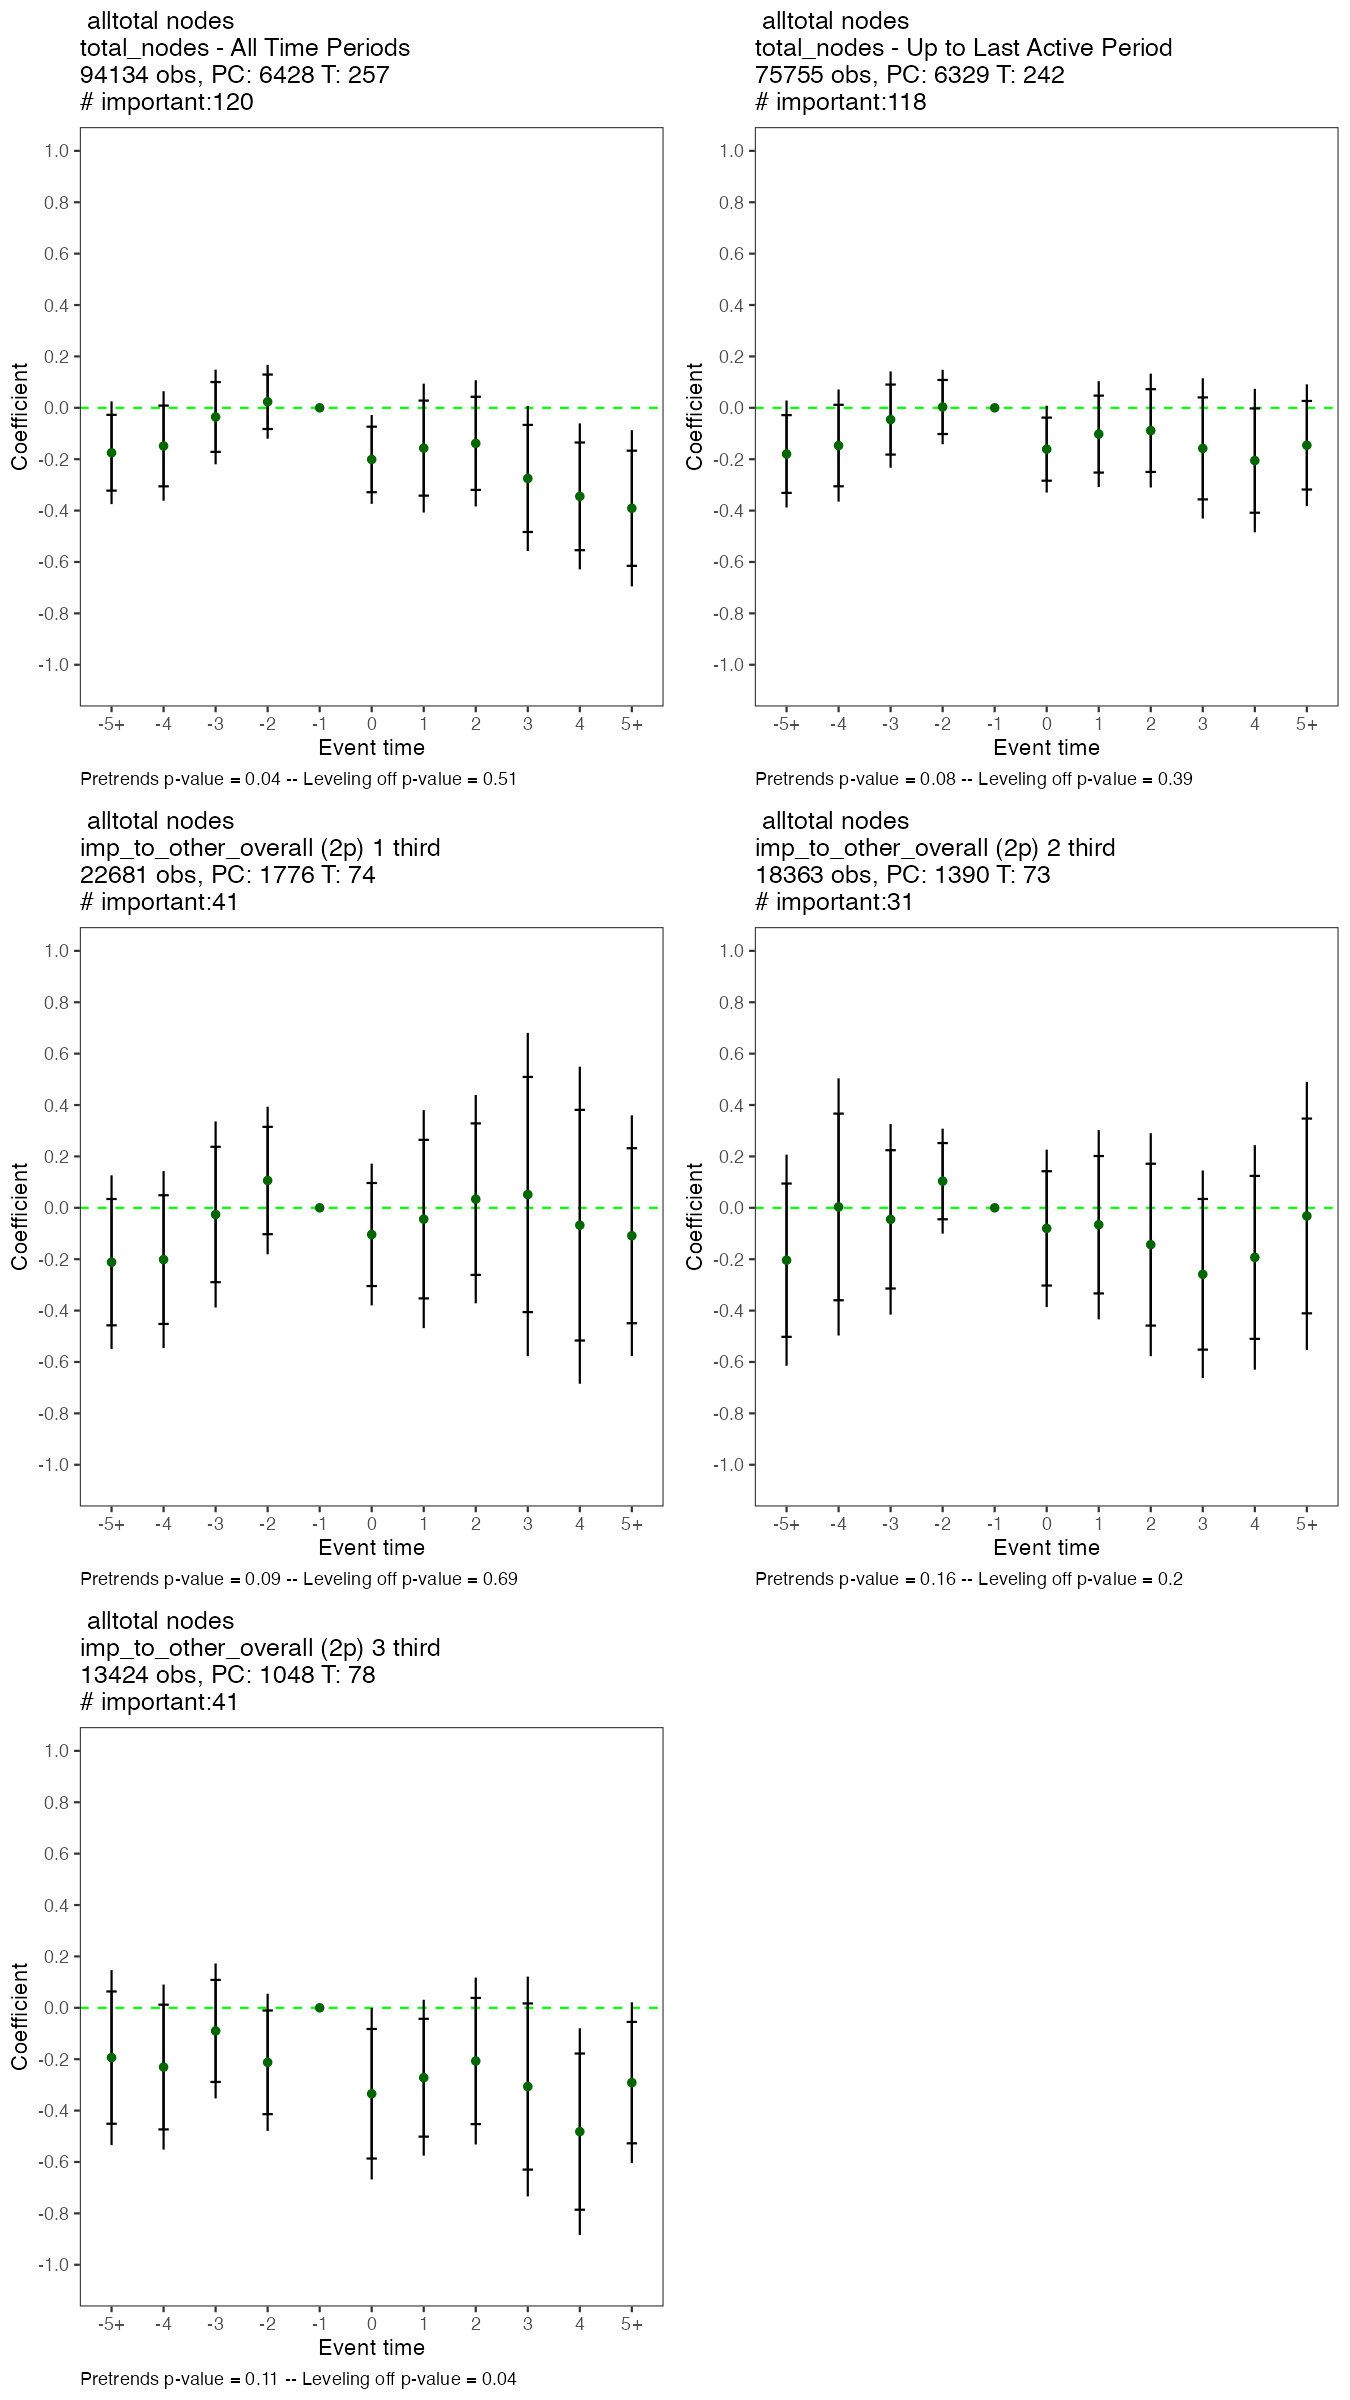 alltotal nodes
total_nodes - All Time Periods
94134 obs, PC: 6428 T: 257
# important:120
Coefficient
1.0
0.8
0.6
0.4
0.2
0.0
-0.2
-0.4
-0.6
-0.8
-1.0
-5+ -4 -3 -2 -1 0 1 2 3 4 5+
Event time
Pretrends p-value = 0.04 -- Leveling off p-value = 0.51
alltotal nodes
total_nodes - Up to Last Active Period
75755 obs, PC: 6329 T: 242
# important:118
Coefficient
1.0
0.8
0.6
0.4
0.2
0.0
-0.2
-0.4
-0.6
-0.8
-1.0
-5+ -4 -3 -2 -1 0 1 2 3 4 5+
Event time
Pretrends p-value = 0.08 -- Leveling off p-value = 0.39
alltotal nodes
imp_to_other_overall (2p) 1 third
22681 obs, PC: 1776 T: 74
# important:41
Coefficient
1.0
0.8
0.6
0.4
0.2
0.0
-0.2
-0.4
-0.6
-0.8
-1.0
-5+ -4 -3 -2 -1 0 1 2 3 4 5+
Event time
Pretrends p-value = 0.09 -- Leveling off p-value = 0.69
alltotal nodes
imp_to_other_overall (2p) 2 third
18363 obs, PC: 1390 T: 73
# important:31
Coefficient
1.0
0.8
0.6
0.4
0.2
0.0
-0.2
-0.4
-0.6
-0.8
-1.0
-5+ -4 -3 -2 -1 0 1 2 3 4 5+
Event time
Pretrends p-value = 0.16 -- Leveling off p-value = 0.2
alltotal nodes
imp_to_other_overall (2p) 3 third
13424 obs, PC: 1048 T: 78
# important:41
Coefficient
1.0
0.8
0.6
0.4
0.2
0.0
-0.2
-0.4
-0.6
-0.8
-1.0
-5+ -4 -3 -2 -1 0 1 2 3 4 5+
Event time
Pretrends p-value = 0.11 -- Leveling off p-value = 0.04